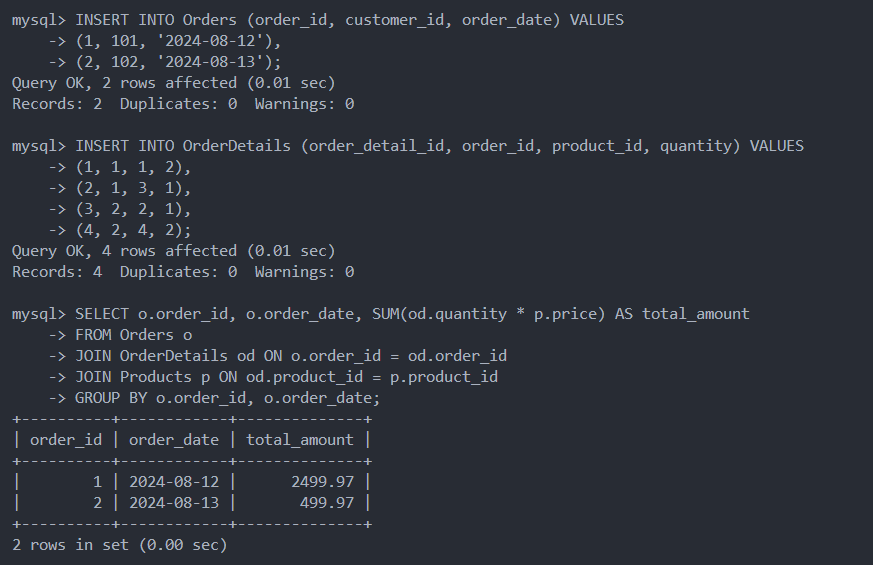 mysql> INSERT INTO Orders (order_id, customer_id, order_date) VALUES
    -> (1, 101, '2024-08-12'),
    -> (2, 102, '2024-08-13');
Query OK, 2 rows affected (0.01 sec)
Records: 2  Duplicates: 0  Warnings: 0

mysql> INSERT INTO OrderDetails (order_detail_id, order_id, product_id, quantity) VALUES
    -> (1, 1, 1, 2),
    -> (2, 1, 3, 1),
    -> (3, 2, 2, 1),
    -> (4, 2, 4, 2);
Query OK, 4 rows affected (0.01 sec)
Records: 4  Duplicates: 0  Warnings: 0

mysql> SELECT o.order_id, o.order_date, SUM(od.quantity * p.price) AS total_amount
    -> FROM Orders o
    -> JOIN OrderDetails od ON o.order_id = od.order_id
    -> JOIN Products p ON od.product_id = p.product_id
    -> GROUP BY o.order_id, o.order_date;
+----------+------------+--------------+
| order_id | order_date | total_amount |
+----------+------------+--------------+
|        1 | 2024-08-12 |      2499.97 |
|        2 | 2024-08-13 |       499.97 |
+----------+------------+--------------+
2 rows in set (0.00 sec)